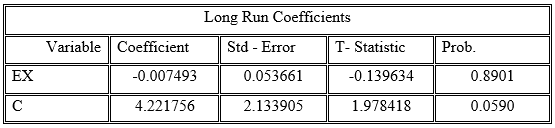 Long Run Coefficients
Variable Coefficient Std - Error T- Statistic Prob.
EX -0.007493 0.053661 -0.139634 0.8901
C 4.221756 2.133905 1.978418 0.0590